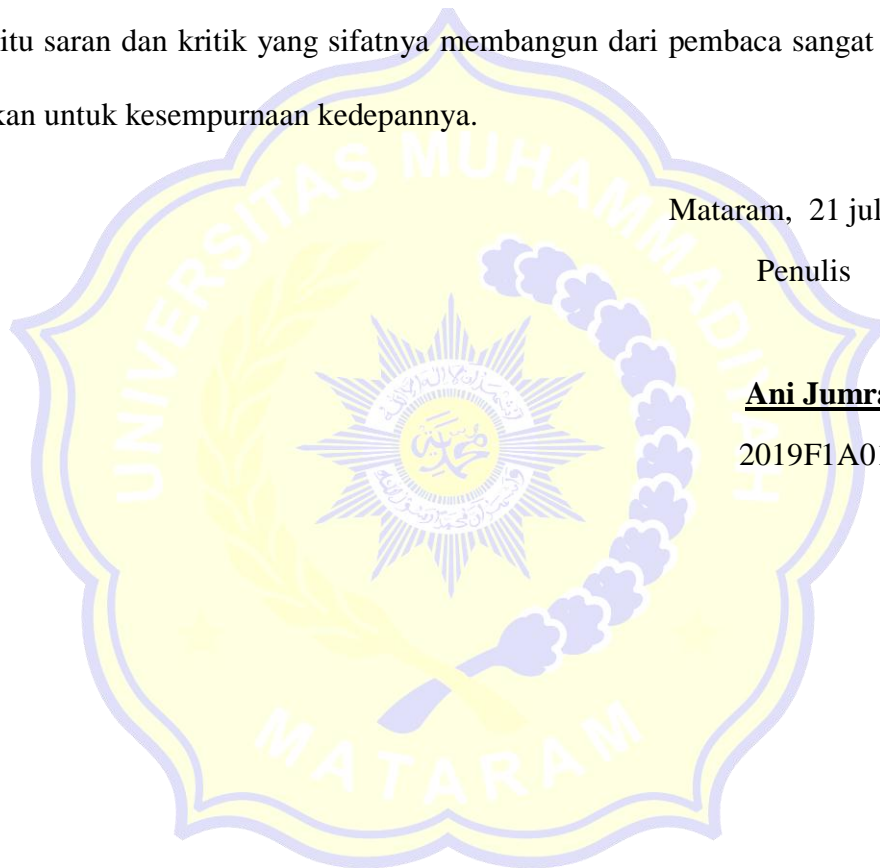 itu saran dan kritik yang sifatnya membangun dari pembaca sangat
kan untuk kesempurnaan kedepannya.
Mataram, 21 jul
Penulis
Ani Jumra
2019F1A01
UNIVERSITAS MUHAMMADIYAH
MATARAM